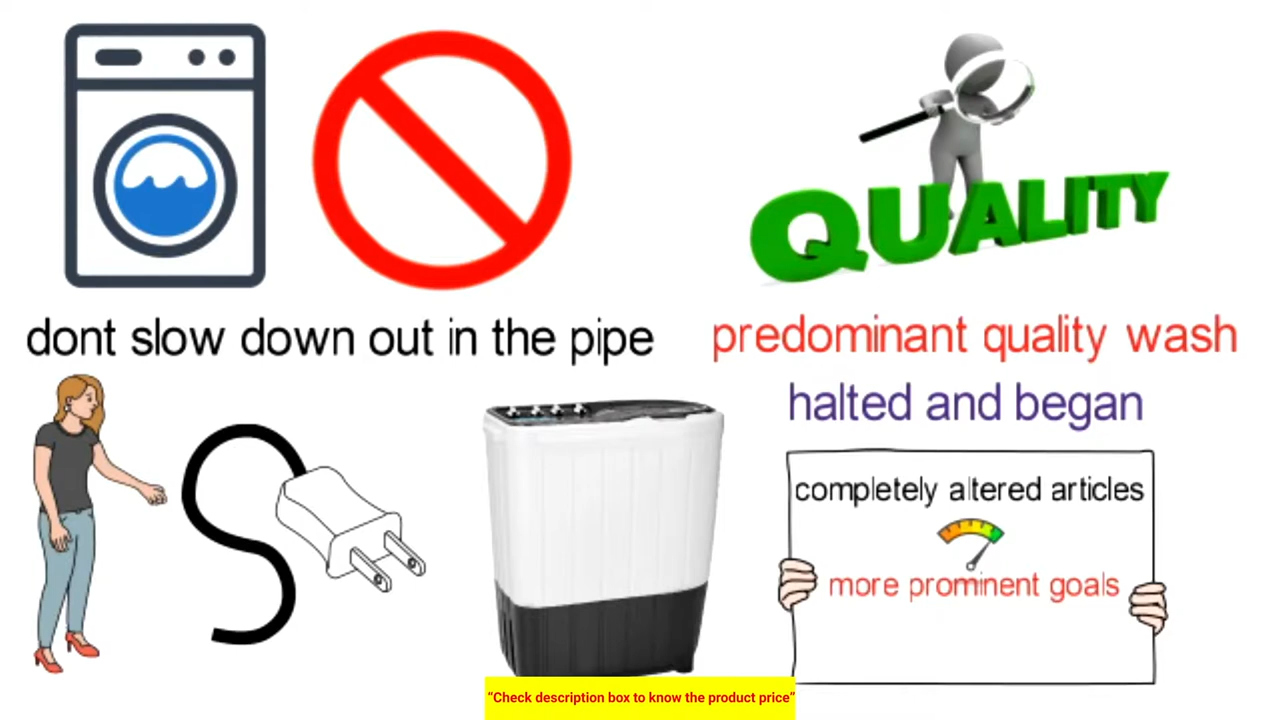 QUALITY
dont slow down out in the pipe
predominant quality wash
halted and began
completely altered articles
more prominent goals
“Check description box to know the product price”